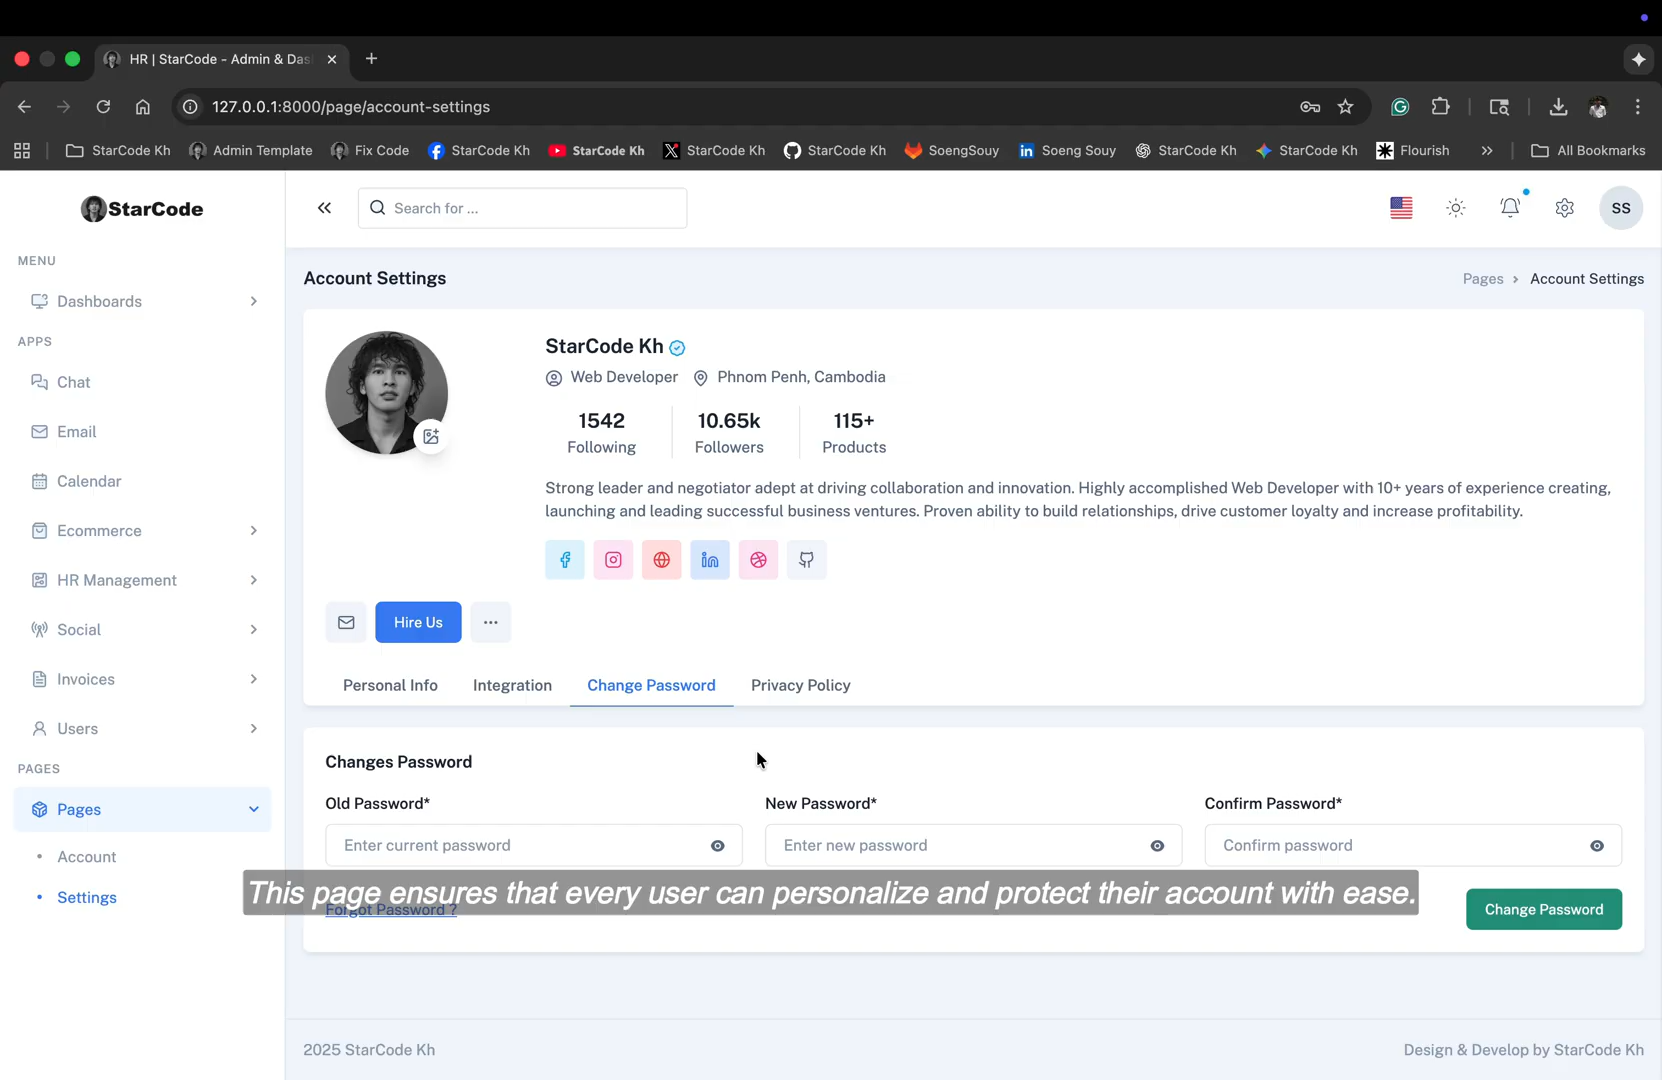 HR | StarCode - Admin & Das
127.0.0.1:8000/page/account-settings
StarCode Kh
Admin Template
Fix Code
StarCode Kh
StarCode Kh
StarCode Kh
StarCode Kh
SoengSouy
Soeng Souy
StarCode Kh
StarCode Kh
Flourish
All Bookmarks
StarCode
Search for ...
SS
MENU
Dashboards
APPS
Chat
Email
Calendar
Ecommerce
HR Management
Social
Invoices
Users
PAGES
Pages
Account
Settings
Account Settings
Pages > Account Settings
StarCode Kh
Web Developer
Phnom Penh, Cambodia
1542
Following
10.65k
Followers
115+
Products
Strong leader and negotiator adept at driving collaboration and innovation. Highly accomplished Web Developer with 10+ years of experience creating,
launching and leading successful business ventures. Proven ability to build relationships, drive customer loyalty and increase profitability.
Hire Us
Personal Info
Integration
Change Password
Privacy Policy
Changes Password
Old Password*
Enter current password
New Password*
Enter new password
Confirm Password*
Confirm password
This page ensures that every user can personalize and protect their account with ease.
Forgot Password ?
Change Password
2025 StarCode Kh
Design & Develop by StarCode Kh